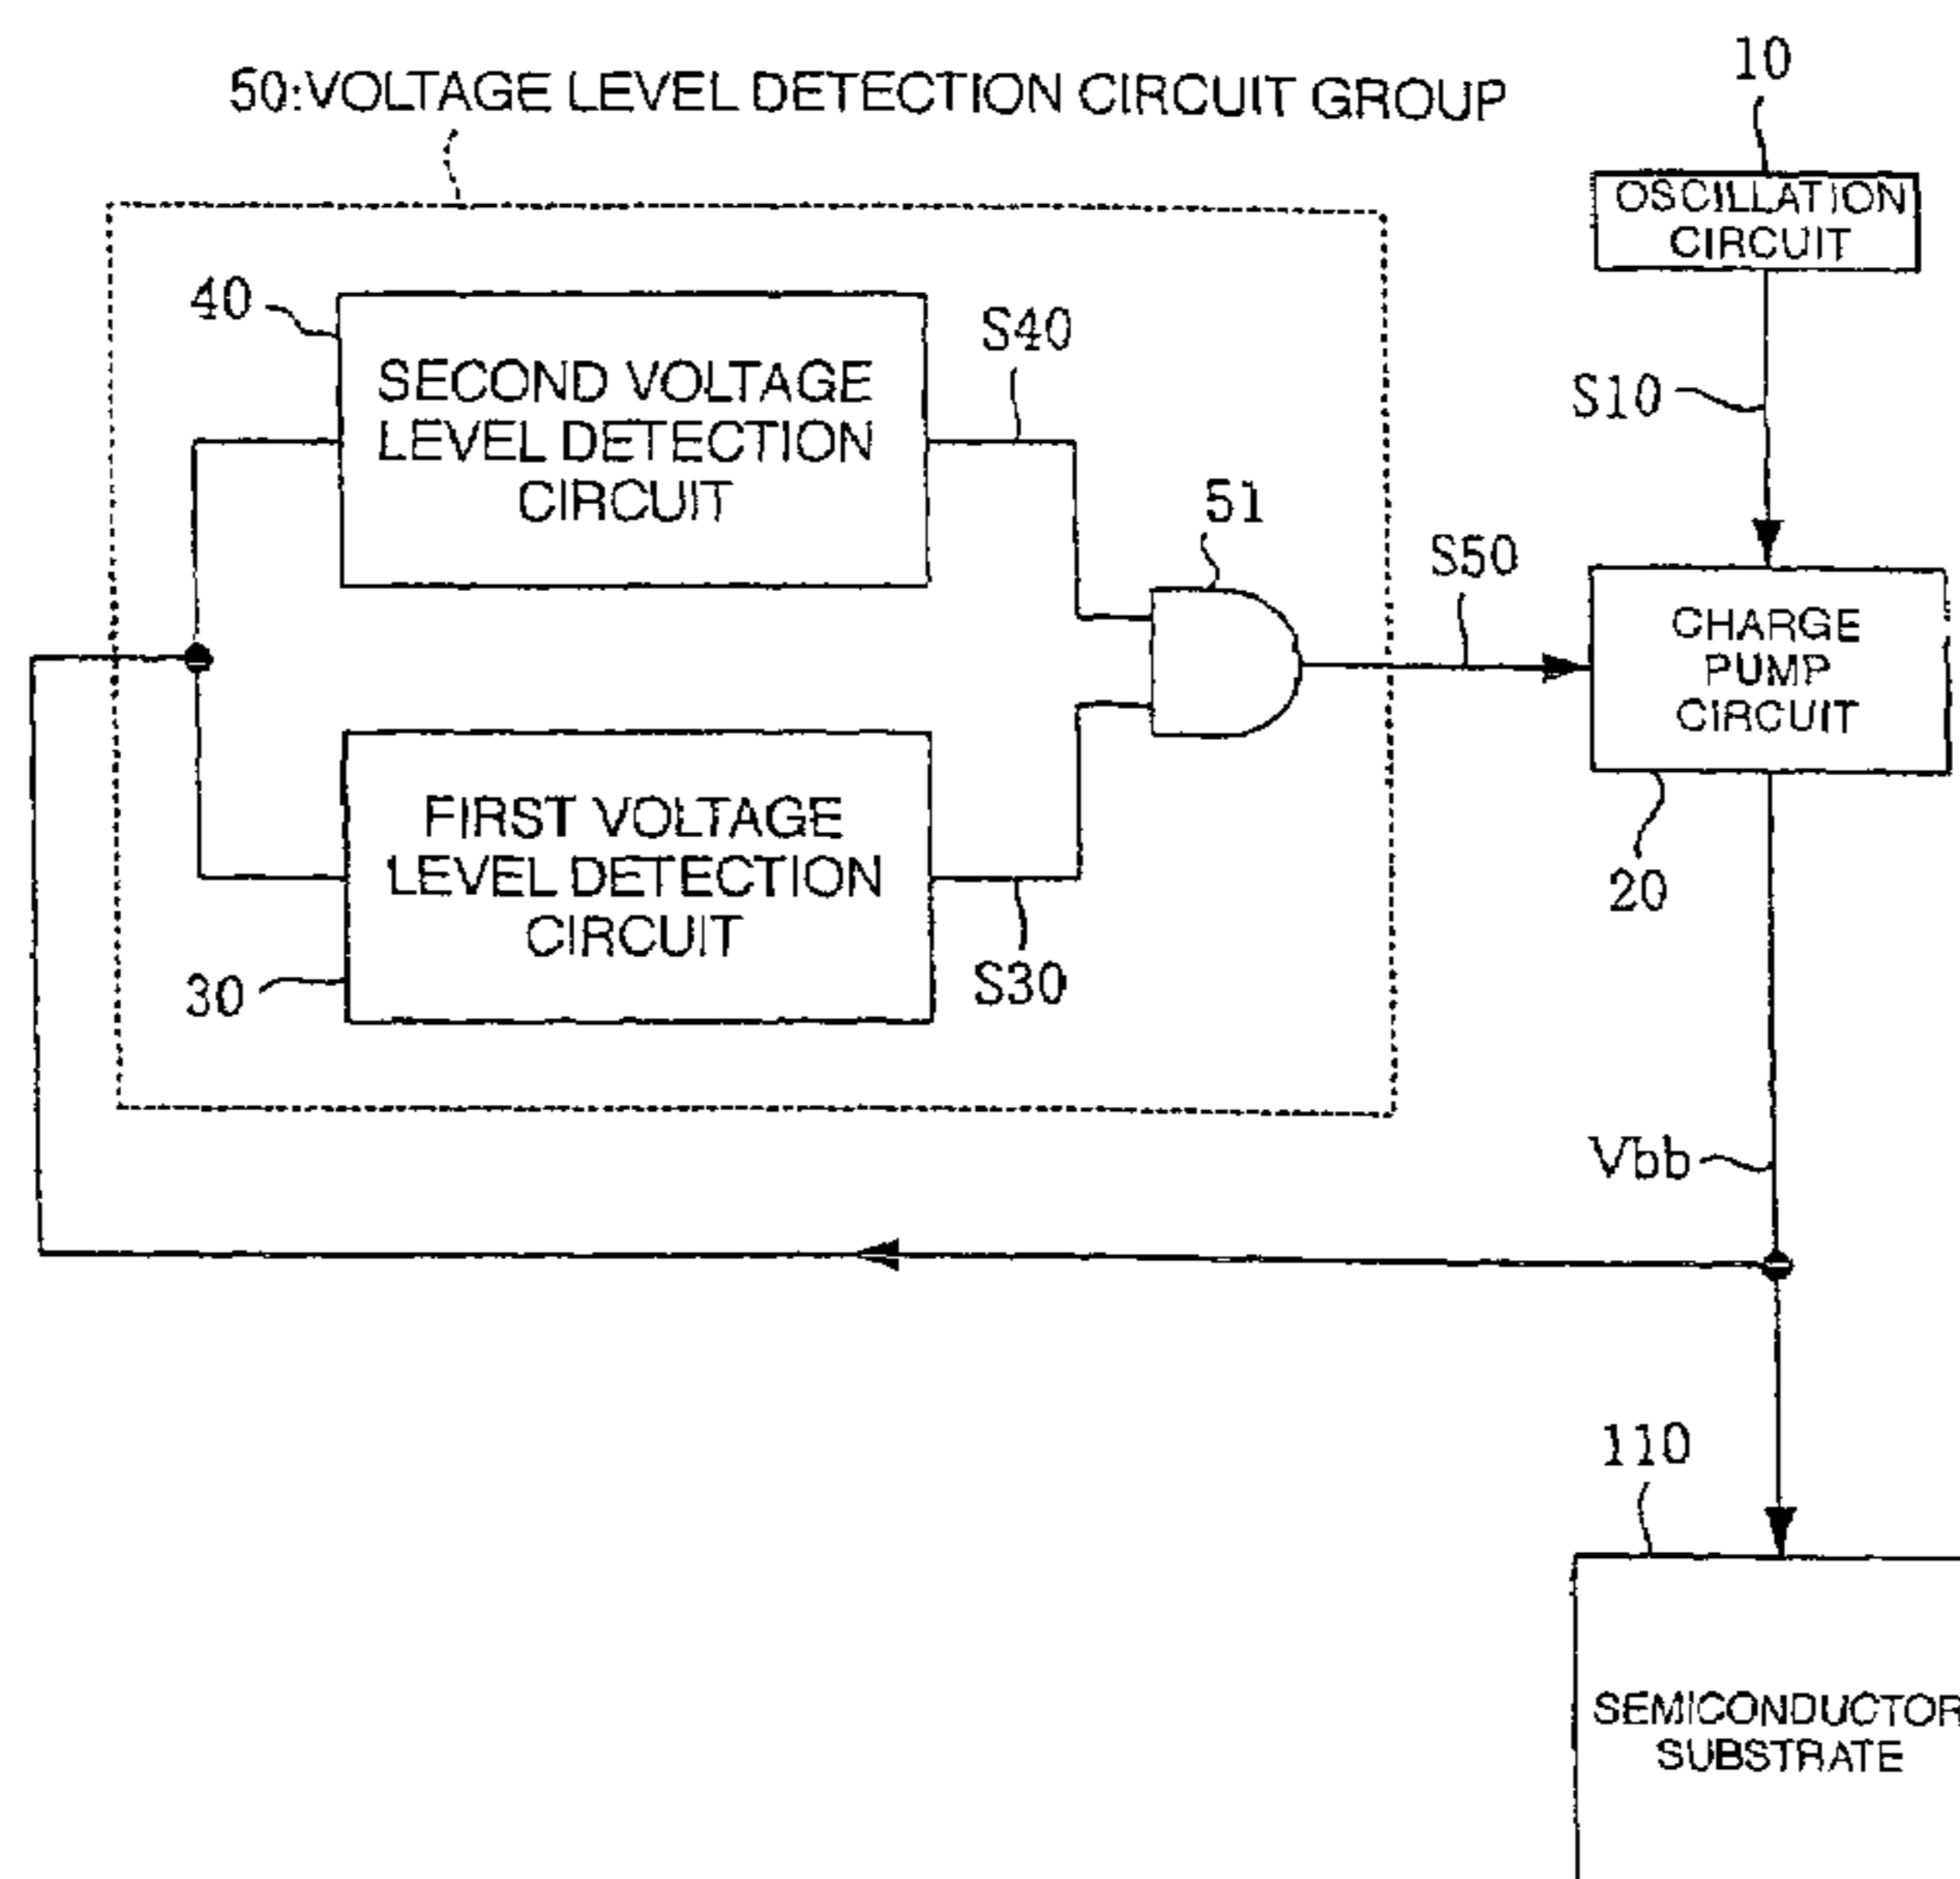 50:VOLTAGE LEVEL DETECTION CIRCUIT GROUP
10
OSCILLATION
CIRCUIT
40
SECOND VOLTAGE
LEVEL DETECTION
CIRCUIT
S40
S10
51
S50
CHARGE
PUMP
CIRCUIT
20
FIRST VOLTAGE
LEVEL DETECTION
CIRCUIT
30
S30
Vbb
110
SEMICONDUCTOR
SUBSTRATE